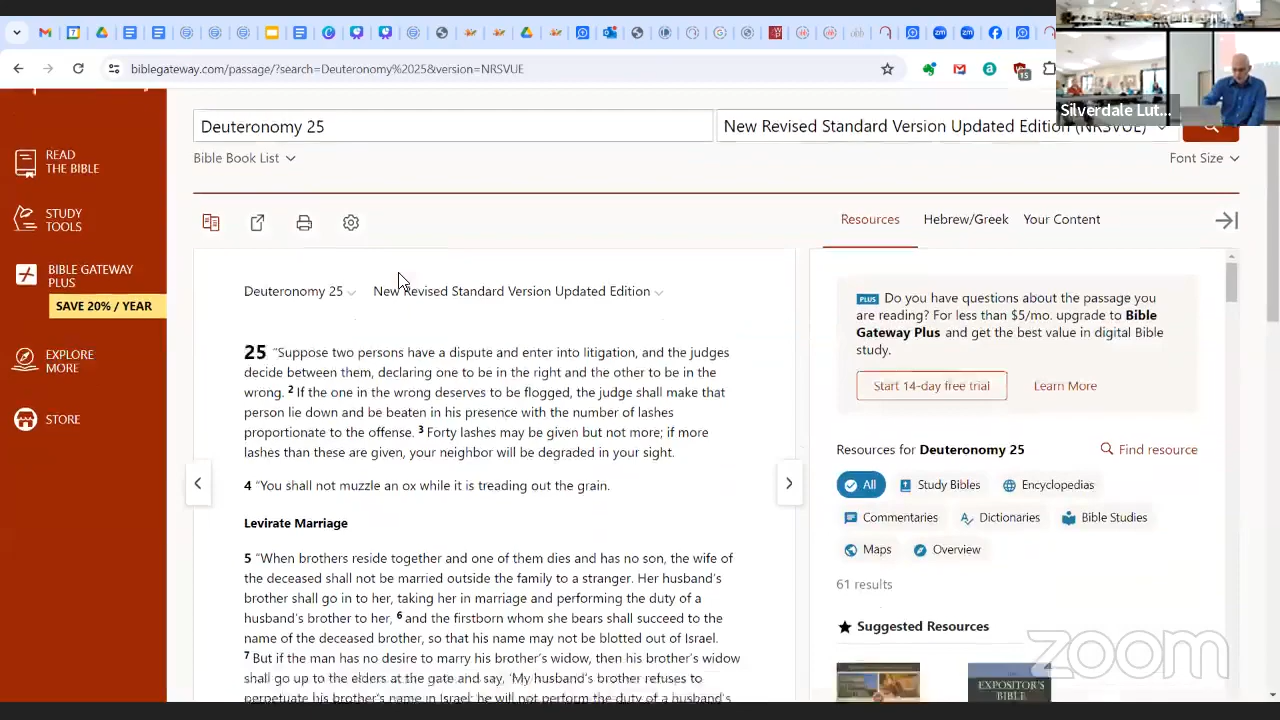 biblegateway.com/passage/?search=Deuteronomy%2025&version=NRSVUE
15
Silverdale Lut...
Deuteronomy 25
New Revised Standard Version Updated Edition (NRSVUE)
Bible Book List
Font Size
READ
THE BIBLE
STUDY
TOOLS
BIBLE GATEWAY
PLUS
SAVE 20% / YEAR
EXPLORE
MORE
STORE
Resources
Hebrew/Greek
Your Content
Deuteronomy 25
New Revised Standard Version Updated Edition
25 “Suppose two persons have a dispute and enter into litigation, and the judges
decide between them, declaring one to be in the right and the other to be in the
wrong. 2 If the one in the wrong deserves to be flogged, the judge shall make that
person lie down and be beaten in his presence with the number of lashes
proportionate to the offense. 3 Forty lashes may be given but not more; if more
lashes than these are given, your neighbor will be degraded in your sight.
4 “You shall not muzzle an ox while it is treading out the grain.
Levirate Marriage
5 “When brothers reside together and one of them dies and has no son, the wife of
the deceased shall not be married outside the family to a stranger. Her husband’s
brother shall go in to her, taking her in marriage and performing the duty of a
husband’s brother to her, 6 and the firstborn whom she bears shall succeed to the
name of the deceased brother, so that his name may not be blotted out of Israel.
7 But if the man has no desire to marry his brother’s widow, then his brother’s widow
shall go up to the elders at the gate and say, ‘My husband’s brother refuses to
perpetuate his brother’s name in Israel; he will not perform the duty of a husband’s
PLUS Do you have questions about the passage you
are reading? For less than $5/mo. upgrade to Bible
Gateway Plus and get the best value in digital Bible
study.
Start 14-day free trial
Learn More
Resources for Deuteronomy 25
Find resource
All
Study Bibles
Encyclopedias
Commentaries
Dictionaries
Bible Studies
Maps
Overview
61 results
Suggested Resources
EXPOSITOR'S
BIBLE
zoom